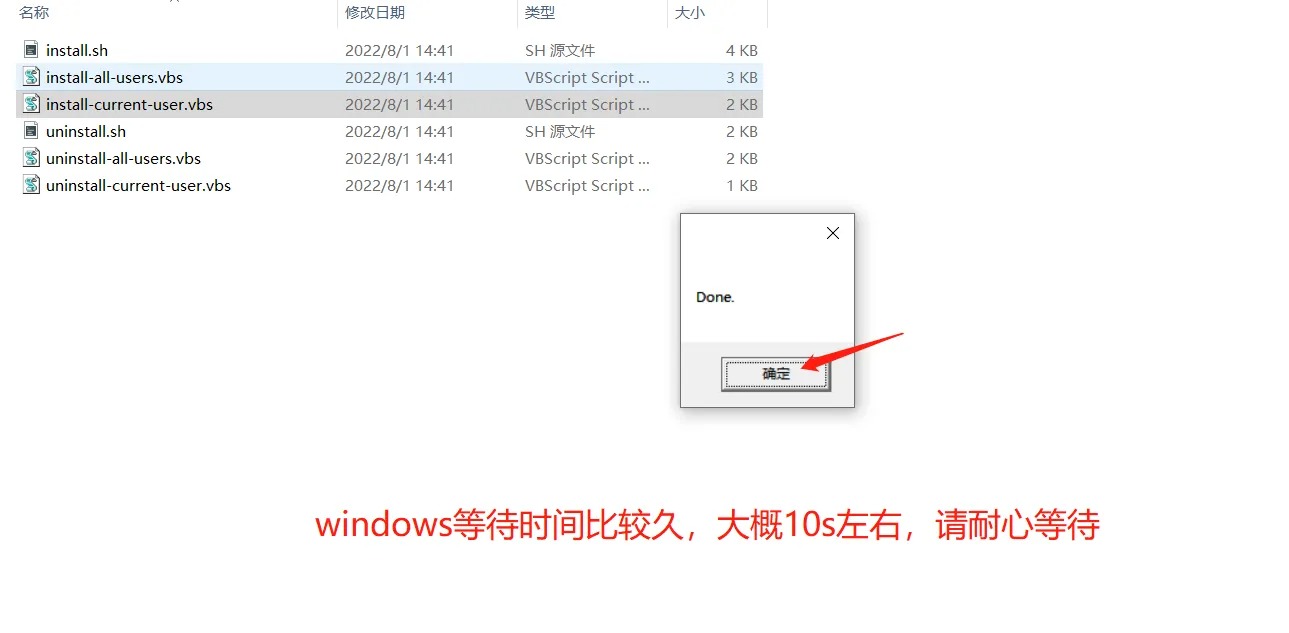 名称 修改日期 类型 大小
install.sh 2022/8/1 14:41 SH 源文件 4 KB
install-all-users.vbs 2022/8/1 14:41 VBScript Script ... 3 KB
install-current-user.vbs 2022/8/1 14:41 VBScript Script ... 2 KB
uninstall.sh 2022/8/1 14:41 SH 源文件 2 KB
uninstall-all-users.vbs 2022/8/1 14:41 VBScript Script ... 2 KB
uninstall-current-user.vbs 2022/8/1 14:41 VBScript Script ... 1 KB
Done.
确定
windows等待时间比较久，大概10s左右，请耐心等待